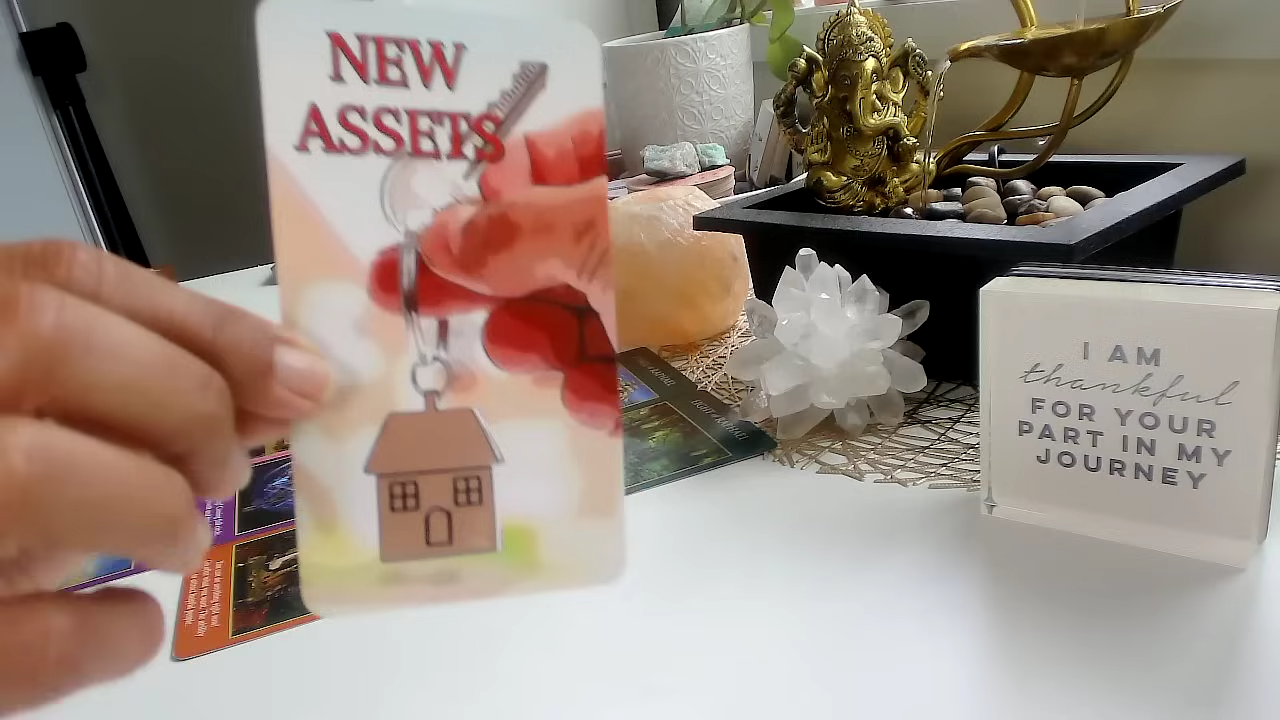 NEW
ASSETS
I AM
thankful
FOR YOUR
PART IN MY
JOURNEY